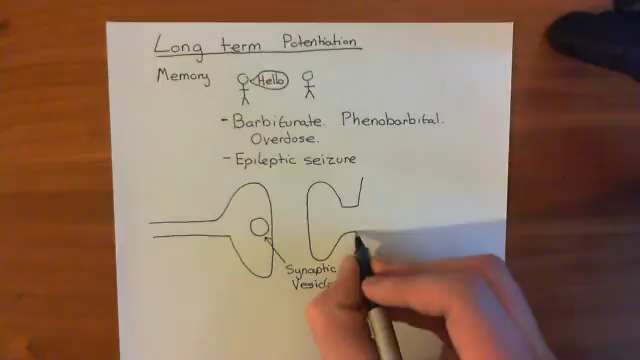 Long term Potentiation
Memory
Hello
- Barbiturate. Phenobarbital.
Overdose.
- Epileptic seizure
Synaptic